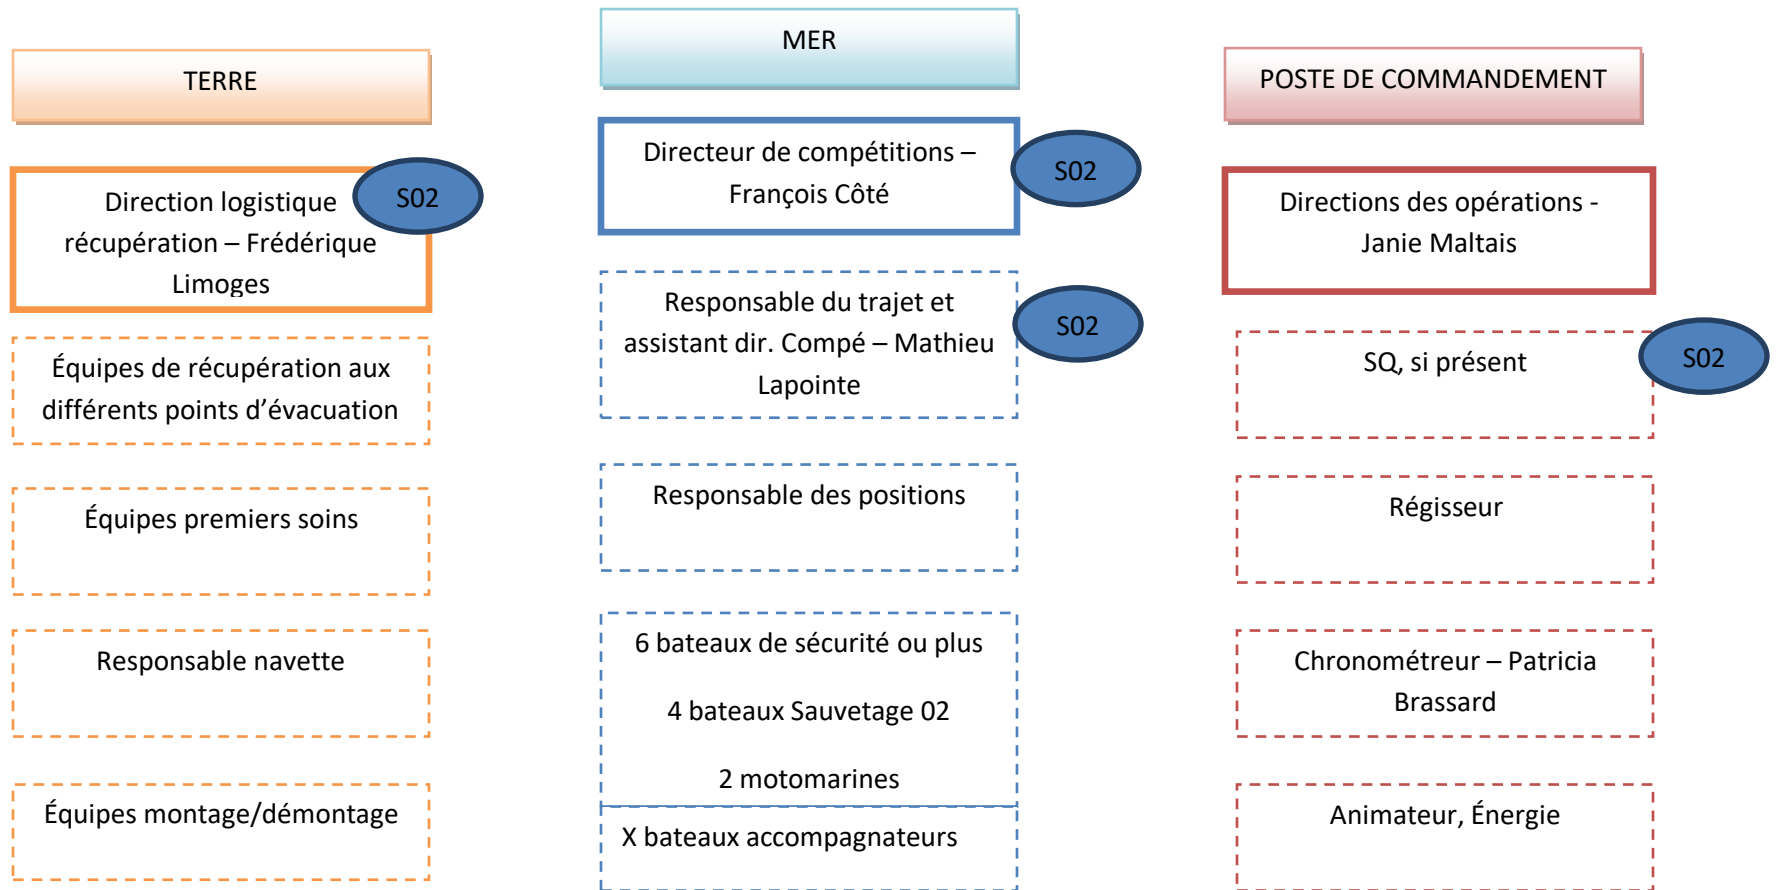 TERRE
Direction logistique
récupération – Frédérique
Limoges
S02
Équipes de récupération aux
différents points d’évacuation
Équipes premiers soins
Responsable navette
Équipes montage/démontage
MER
Directeur de compétitions –
François Côté
S02
Responsable du trajet et
assistant dir. Compé – Mathieu
Lapointe
S02
Responsable des positions
6 bateaux de sécurité ou plus
4 bateaux Sauvetage 02
2 motomarines
X bateaux accompagnateurs
POSTE DE COMMANDEMENT
Directions des opérations -
Janie Maltais
SQ, si présent
S02
Régisseur
Chronométreur – Patricia
Brassard
Animateur, Énergie